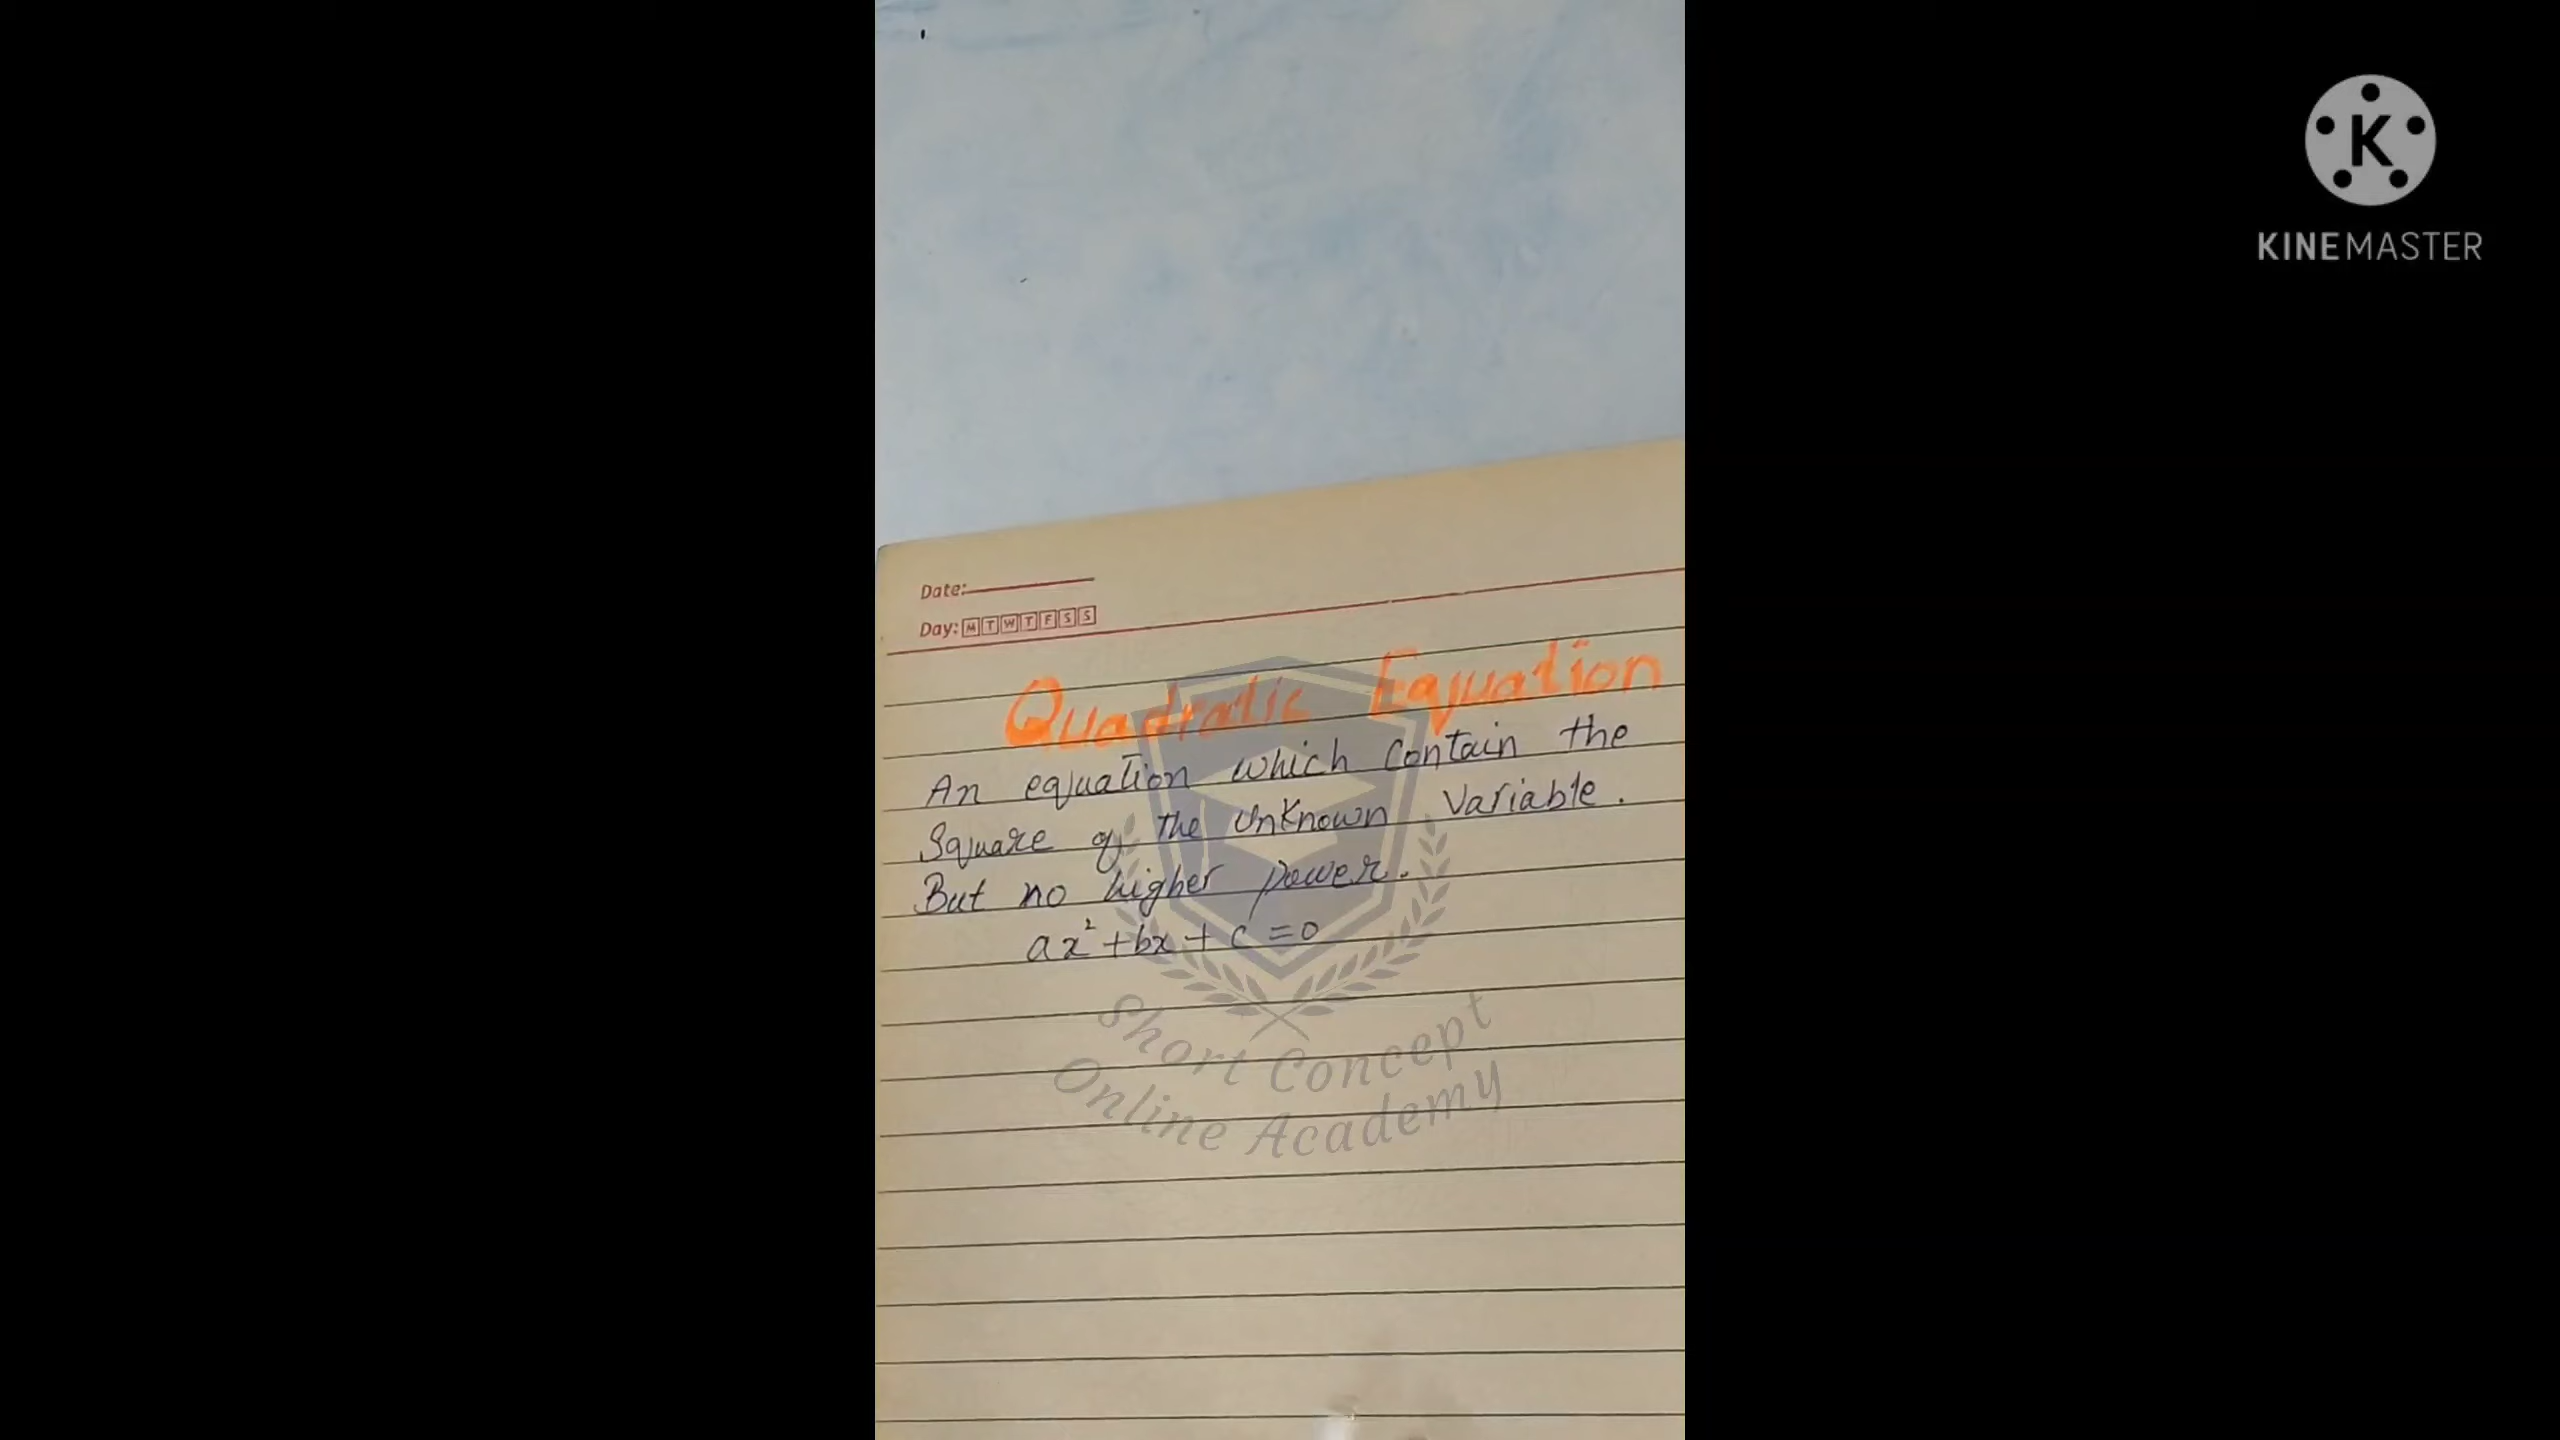 K
KINEMASTER
Date:
Day: M T W T F S S
Quadratic Equation
An equation which contain the
Square of the Unknown Variable.
But no higher power.
ax²+bx+c=0
Short Concept
Online Academy